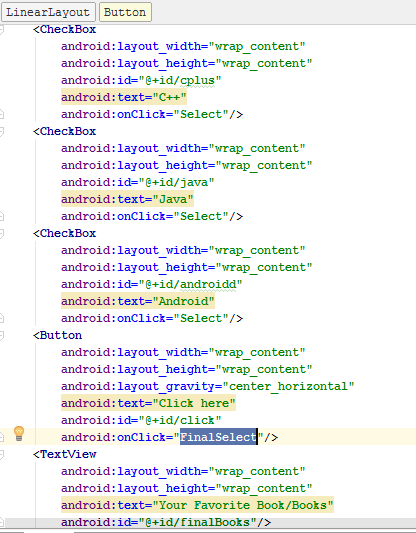 LinearLayout Button
<CheckBox
android:layout_width="wrap_content"
android:layout_height="wrap_content"
android:id="@+id/cplus"
android:text="C++"
android:onClick="Select"/>
<CheckBox
android:layout_width="wrap_content"
android:layout_height="wrap_content"
android:id="@+id/java"
android:text="Java"
android:onClick="Select"/>
<CheckBox
android:layout_width="wrap_content"
android:layout_height="wrap_content"
android:id="@+id/androidd"
android:text="Android"
android:onClick="Select"/>
<Button
android:layout_width="wrap_content"
android:layout_height="wrap_content"
android:layout_gravity="center_horizontal"
android:text="Click here"
android:id="@+id/click"
android:onClick="FinalSelect"/>
<TextView
android:layout_width="wrap_content"
android:layout_height="wrap_content"
android:text="Your Favorite Book/Books"
android:id="@+id/finalBooks"/>